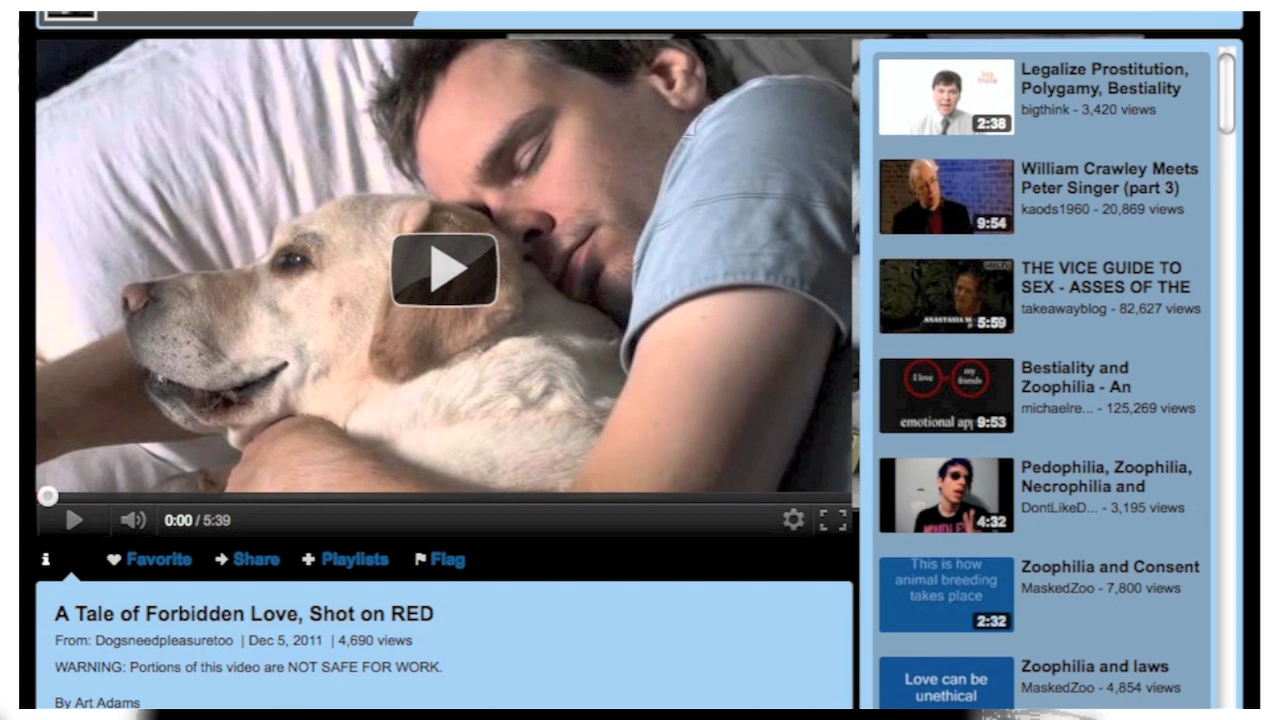 0:00 / 5:39
Favorite
Share
Playlists
Flag
A Tale of Forbidden Love, Shot on RED
From: Dogsneedpleasuretoo | Dec 5, 2011 | 4,690 views
WARNING: Portions of this video are NOT SAFE FOR WORK.
By Art Adams
big think
2:38
Legalize Prostitution,
Polygamy, Bestiality
bigthink - 3,420 views
9:54
William Crawley Meets
Peter Singer (part 3)
kaods1960 - 20,869 views
5:59
THE VICE GUIDE TO
SEX - ASSES OF THE
takeawayblog - 82,627 views
I love
my friends
emotional app
9:53
Bestiality and
Zoophilia - An
michaelre... - 125,269 views
4:32
Pedophilia, Zoophilia,
Necrophilia and
DontLikeD... - 3,195 views
This is how
animal breeding
takes place
2:32
Zoophilia and Consent
MaskedZoo - 7,800 views
Love can be
unethical
Zoophilia and laws
MaskedZoo - 4,854 views